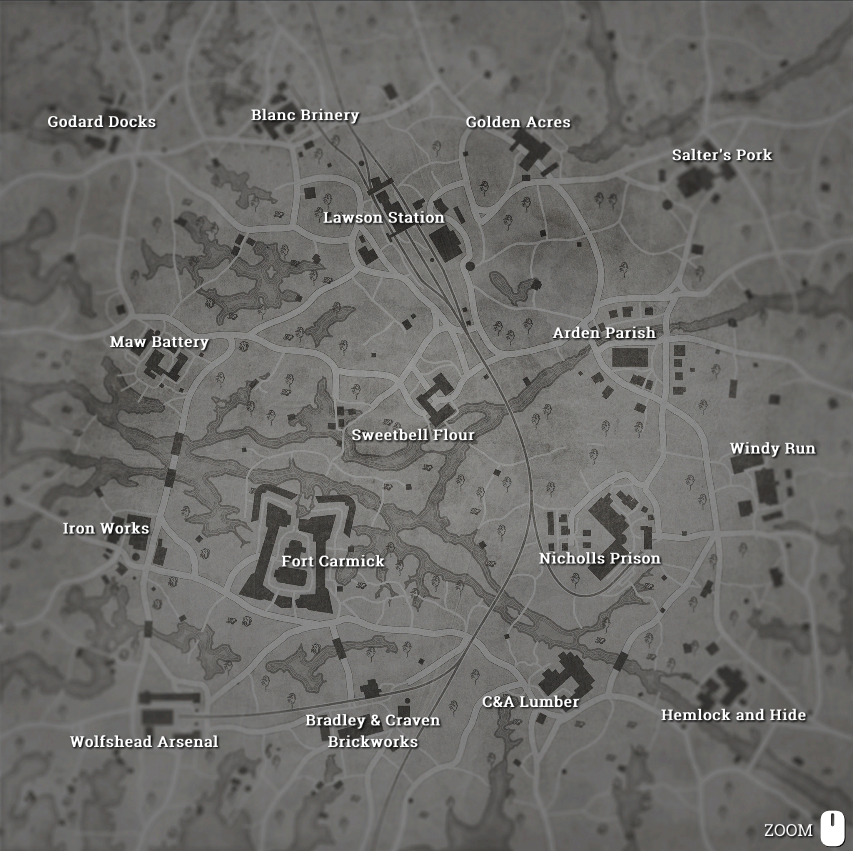 Godard Docks
Blanc Brinery
Golden Acres
Salter's Pork
Lawson Station
Maw Battery
Arden Parish
Sweetbell Flour
Windy Run
Iron Works
Fort Carmick
Nicholls Prison
C&A Lumber
Hemlock and Hide
Bradley & Craven
Brickworks
Wolfshead Arsenal
ZOOM